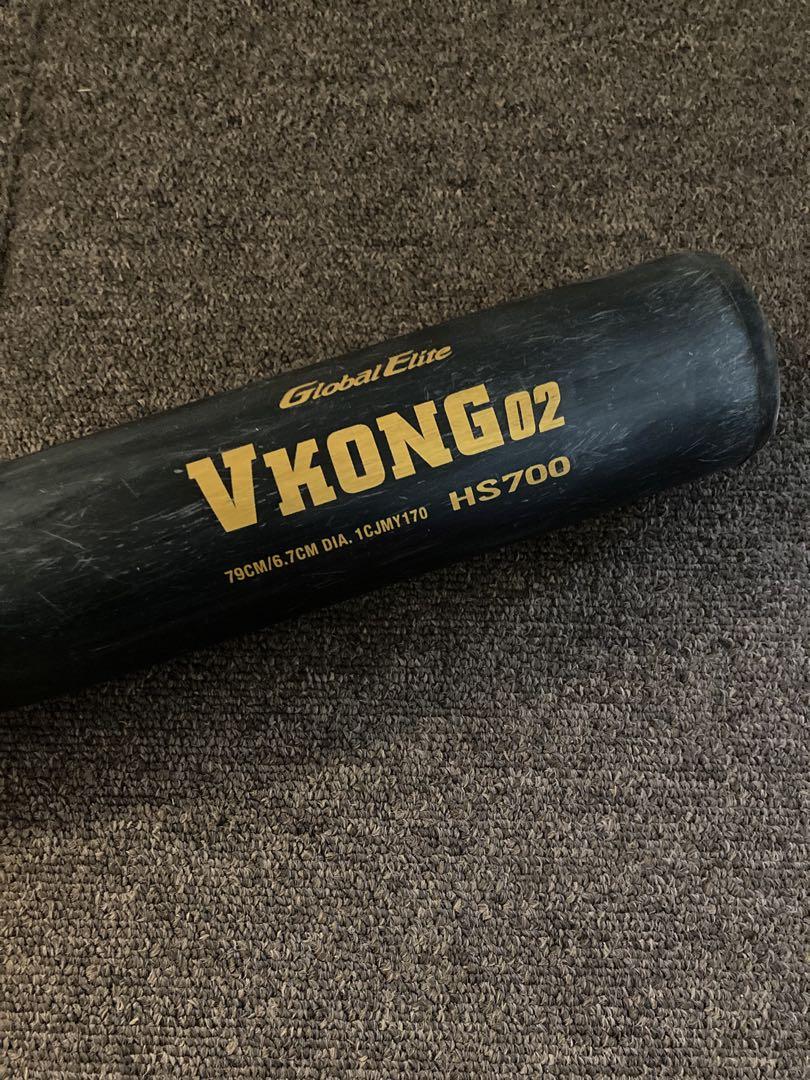 Global Elite
VKONG02
HS700
79CM/6.7CM DIA. 1CJMY170